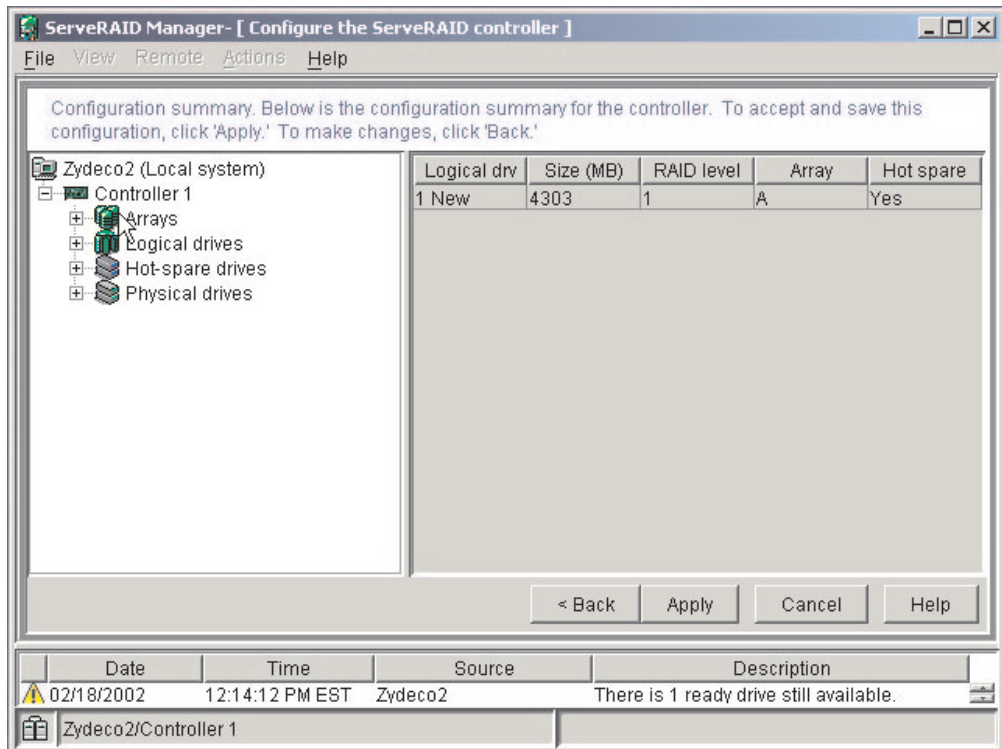 ServeRAID Manager- [ Configure the ServeRAID controller ]
File View Remote Actions Help
Configuration summary. Below is the configuration summary for the controller. To accept and save this
configuration, click 'Apply.' To make changes, click 'Back.'
Zydeco2 (Local system)
Controller 1
Arrays
Logical drives
Hot-spare drives
Physical drives
Logical drv Size (MB) RAID level Array Hot spare
1 New 4303 1 A Yes
< Back Apply Cancel Help
Date Time Source Description
02/18/2002 12:14:12 PM EST Zydeco2 There is 1 ready drive still available.
Zydeco2/Controller 1